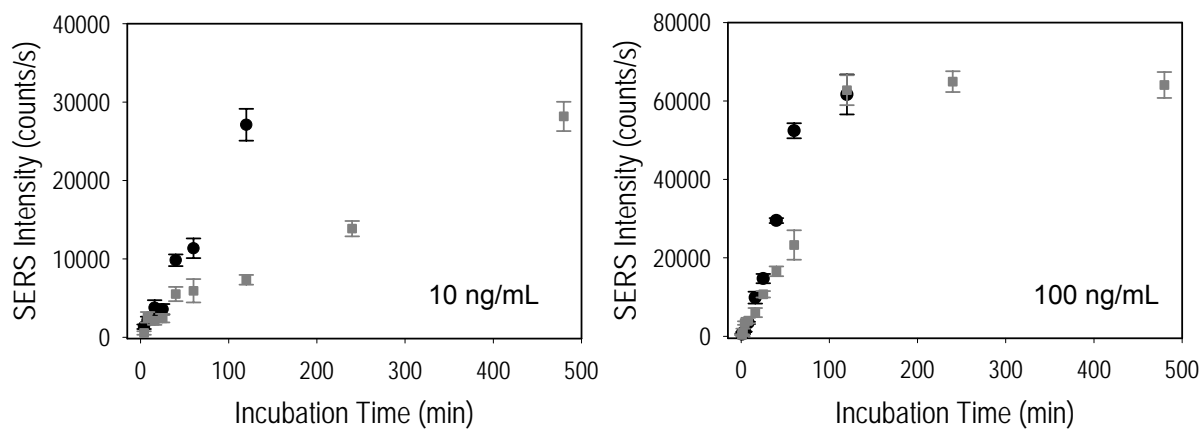 SERS Intensity (counts/s)
40000
30000
20000
10000
0
10 ng/mL
0 100 200 300 400 500
Incubation Time (min)
SERS Intensity (counts/s)
80000
60000
40000
20000
0
100 ng/mL
0 100 200 300 400 500
Incubation Time (min)